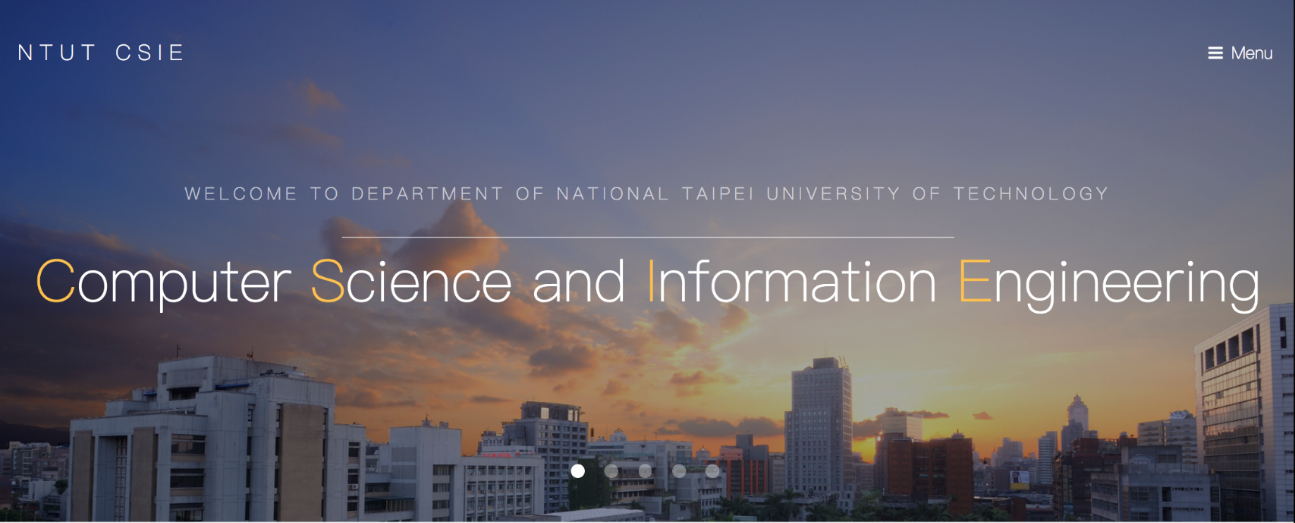 NTUT CSIE
Menu
WELCOME TO DEPARTMENT OF NATIONAL TAIPEI UNIVERSITY OF TECHNOLOGY
Computer Science and Information Engineering